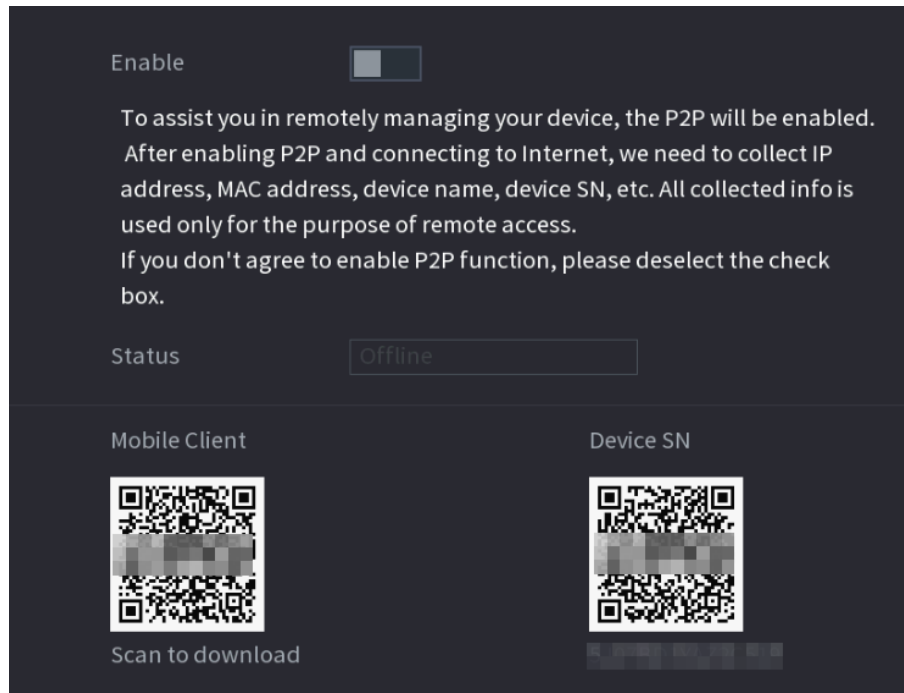 Enable
To assist you in remotely managing your device, the P2P will be enabled.
After enabling P2P and connecting to Internet, we need to collect IP
address, MAC address, device name, device SN, etc. All collected info is
used only for the purpose of remote access.
If you don't agree to enable P2P function, please deselect the check
box.
Status
Offline
Mobile Client
Device SN
Scan to download